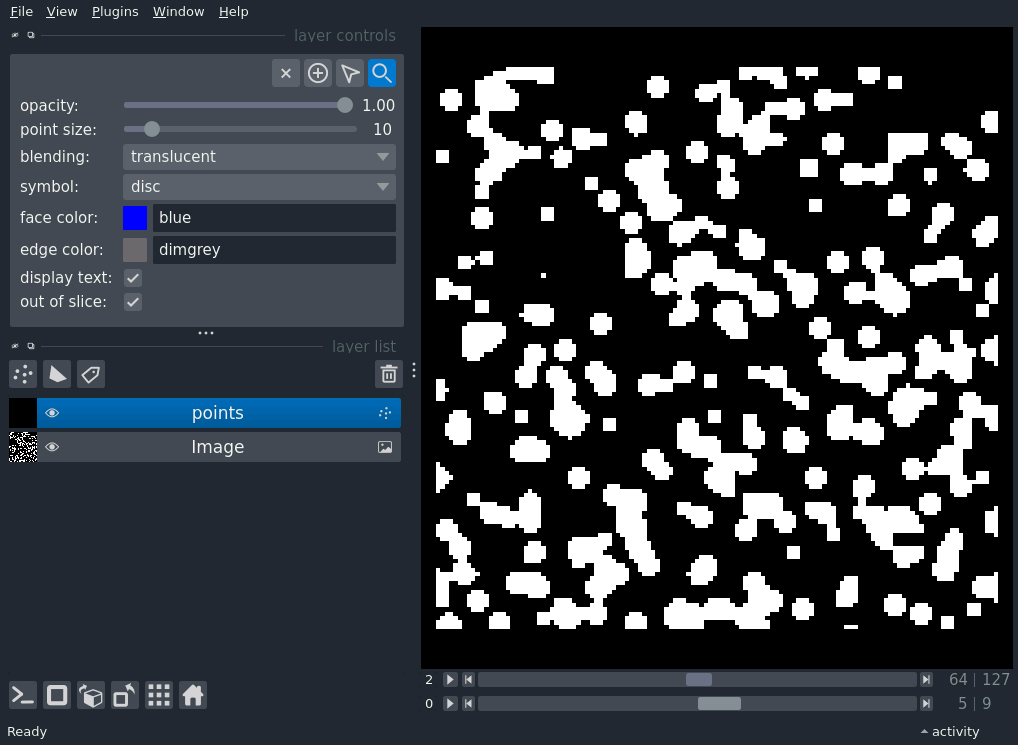 File View Plugins Window Help
layer controls
opacity: 1.00
point size: 10
blending: translucent
symbol: disc
face color: blue
edge color: dimgrey
display text:
out of slice:
layer list
points
Image
2 64 | 127
0 5 | 9
Ready activity